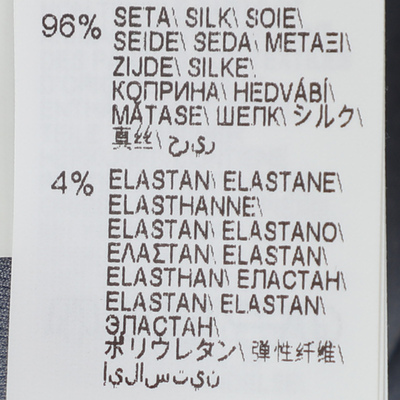 96% SETA\ SILK\ SOIE\
SEIDE\ SEDA\ ΜΕΤΑΞΙ\
ZIJDE\ SILKE\
КОПРИНА\ HEDVÁBÍ\
MĂTASE\ ШЕЛК\ シルク\
真丝\ حرير
4% ELASTAN\ ELASTANE\
ELASTHANNE\
ELASTAN\ ELASTANO\
ΕΛΑΣΤΑΝ\ ELASTAN\
ELASTHAN\ ЕЛАСТАН\
ELASTAN\ ELASTAN\
ЭЛАСТАН\
ポリウレタン\ 弹性纤维\
إيلاستين